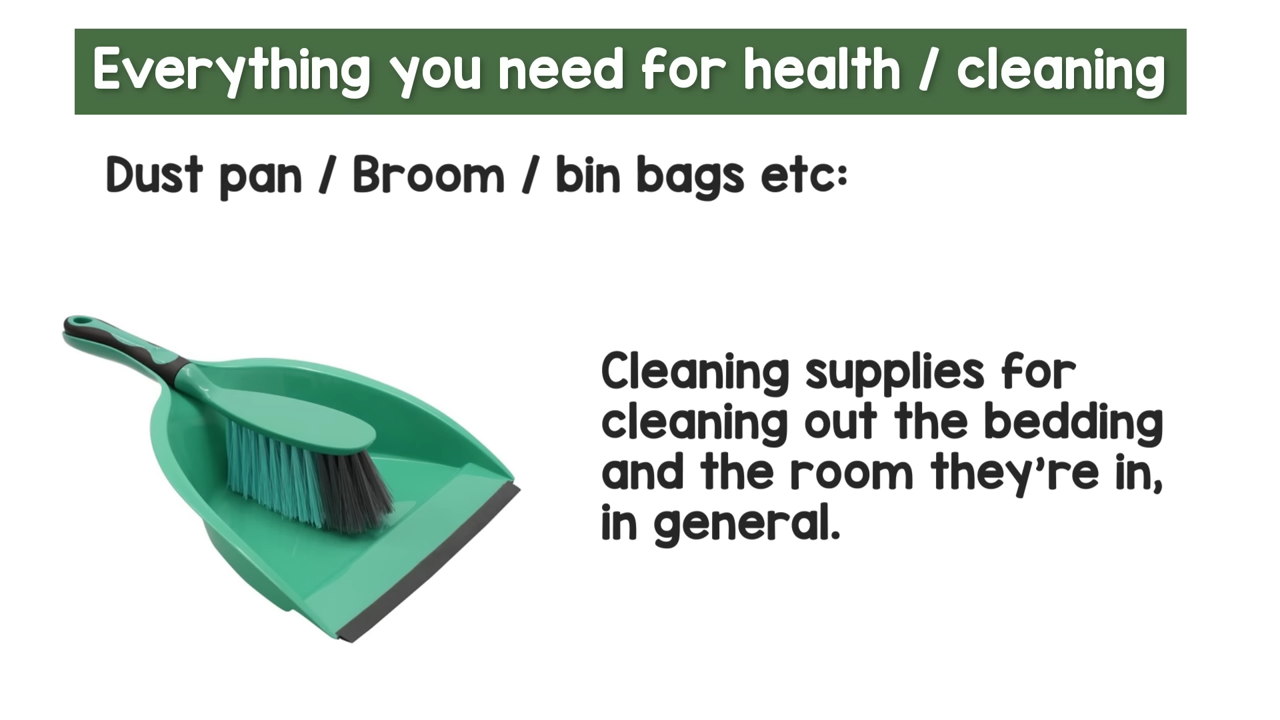 Everything you need for health / cleaning
Dust pan / Broom / bin bags etc:
Cleaning supplies for
cleaning out the bedding
and the room they're in,
in general.